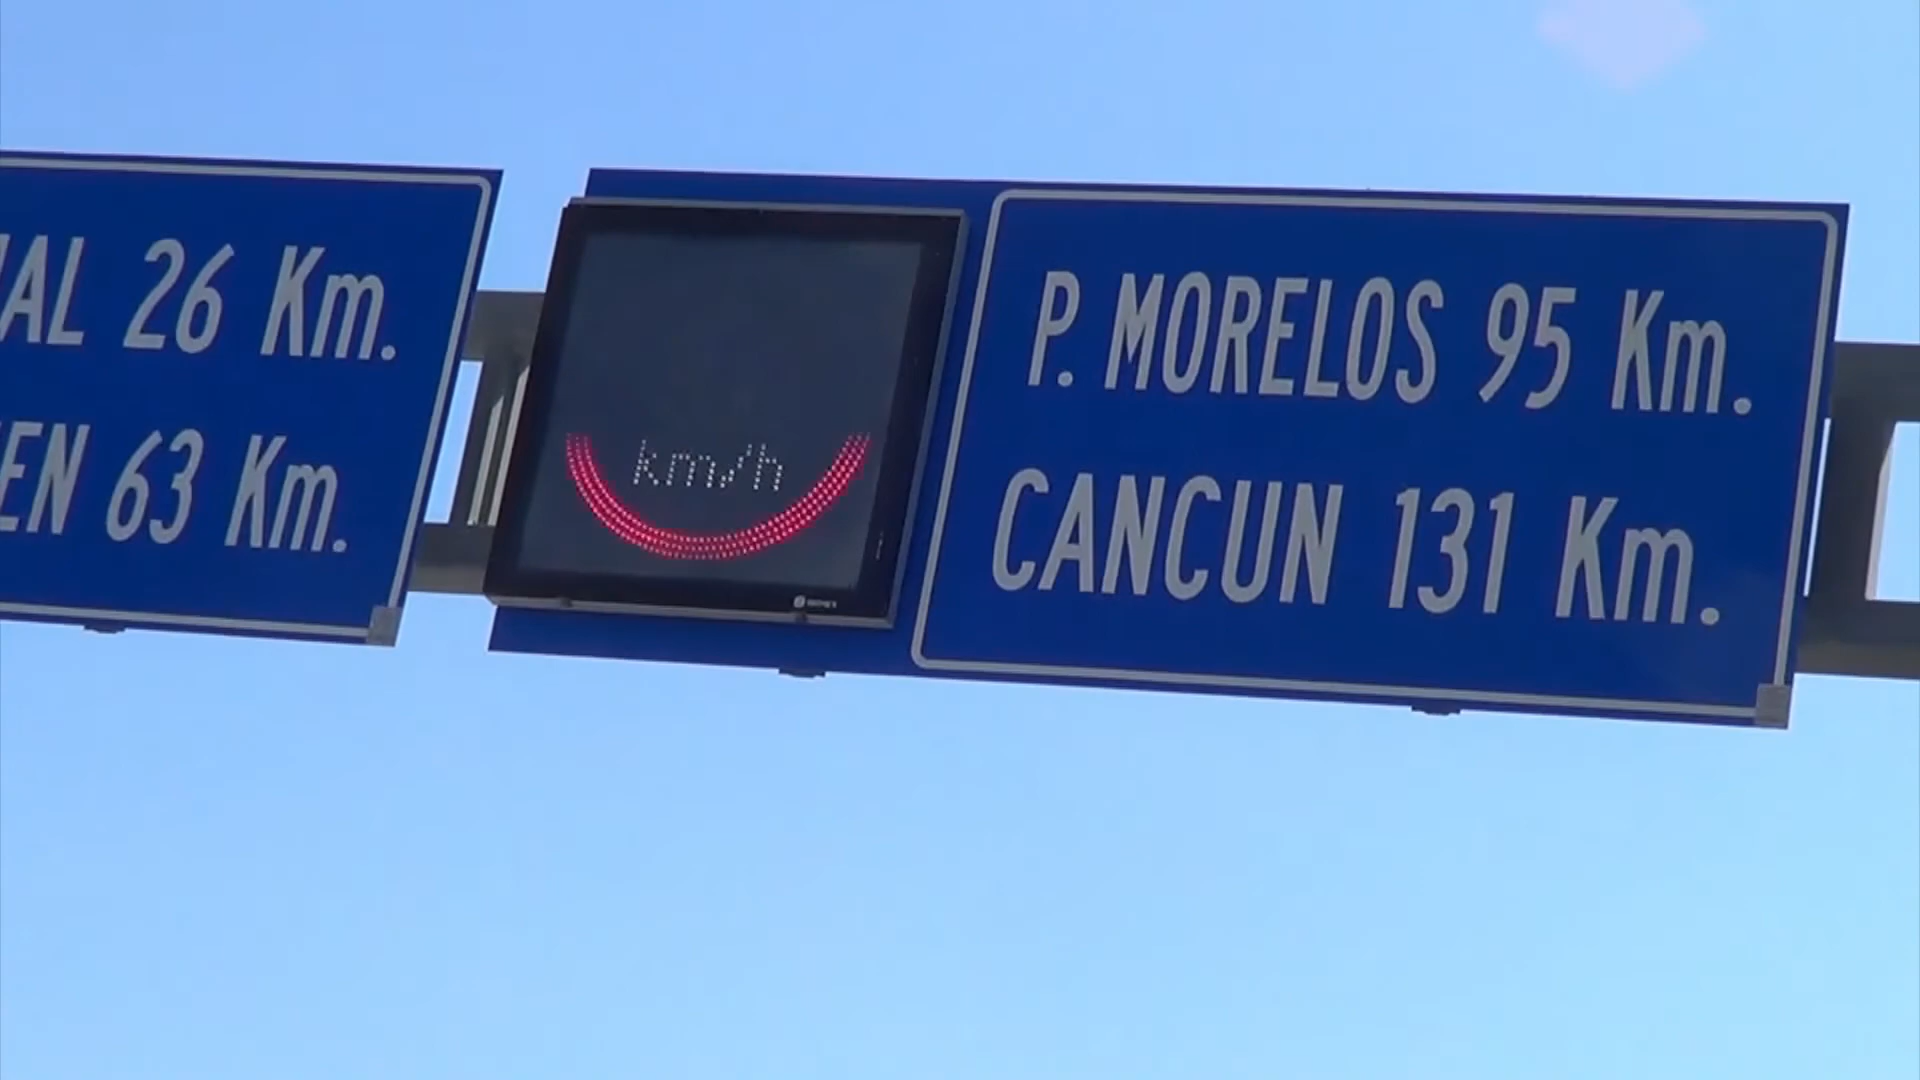 AL 26 Km.
EN 63 Km.
km/h
P. MORELOS 95 Km.
CANCUN 131 Km.